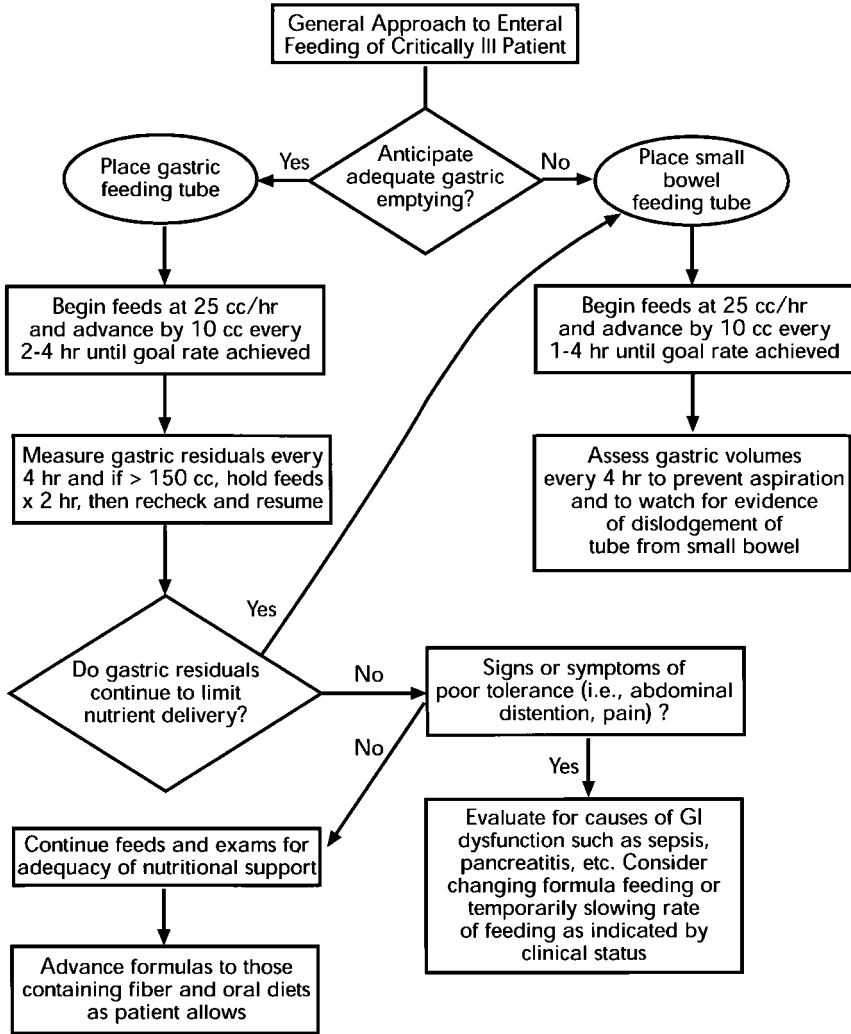 General Approach to Enteral
Feeding of Critically Ill Patient
Anticipate
adequate gastric
emptying?
Yes
No
Place gastric
feeding tube
Place small
bowel
feeding tube
Begin feeds at 25 cc/hr
and advance by 10 cc every
2-4 hr until goal rate achieved
Begin feeds at 25 cc/hr
and advance by 10 cc every
1-4 hr until goal rate achieved
Measure gastric residuals every
4 hr and if > 150 cc, hold feeds
x 2 hr, then recheck and resume
Assess gastric volumes
every 4 hr to prevent aspiration
and to watch for evidence
of dislodgement of
tube from small bowel
Do gastric residuals
continue to limit
nutrient delivery?
Yes
No
Signs or symptoms of
poor tolerance (i.e., abdominal
distention, pain) ?
No
Yes
Continue feeds and exams for
adequacy of nutritional support
Evaluate for causes of GI
dysfunction such as sepsis,
pancreatitis, etc. Consider
changing formula feeding or
temporarily slowing rate
of feeding as indicated by
clinical status
Advance formulas to those
containing fiber and oral diets
as patient allows